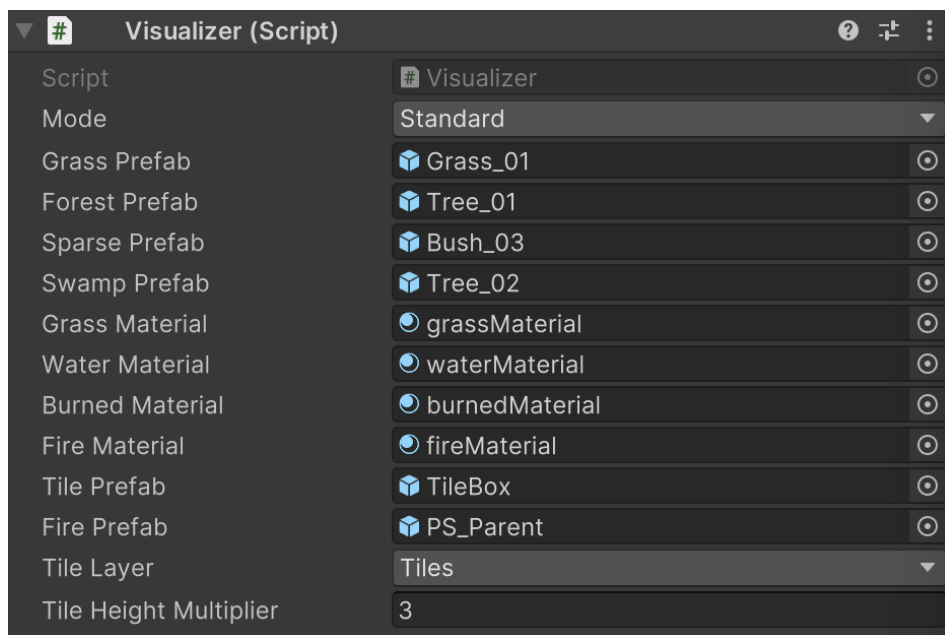 # Visualizer (Script) ?
Script # Visualizer
Mode Standard
Grass Prefab Grass_01
Forest Prefab Tree_01
Sparse Prefab Bush_03
Swamp Prefab Tree_02
Grass Material grassMaterial
Water Material waterMaterial
Burned Material burnedMaterial
Fire Material fireMaterial
Tile Prefab TileBox
Fire Prefab PS_Parent
Tile Layer Tiles
Tile Height Multiplier 3